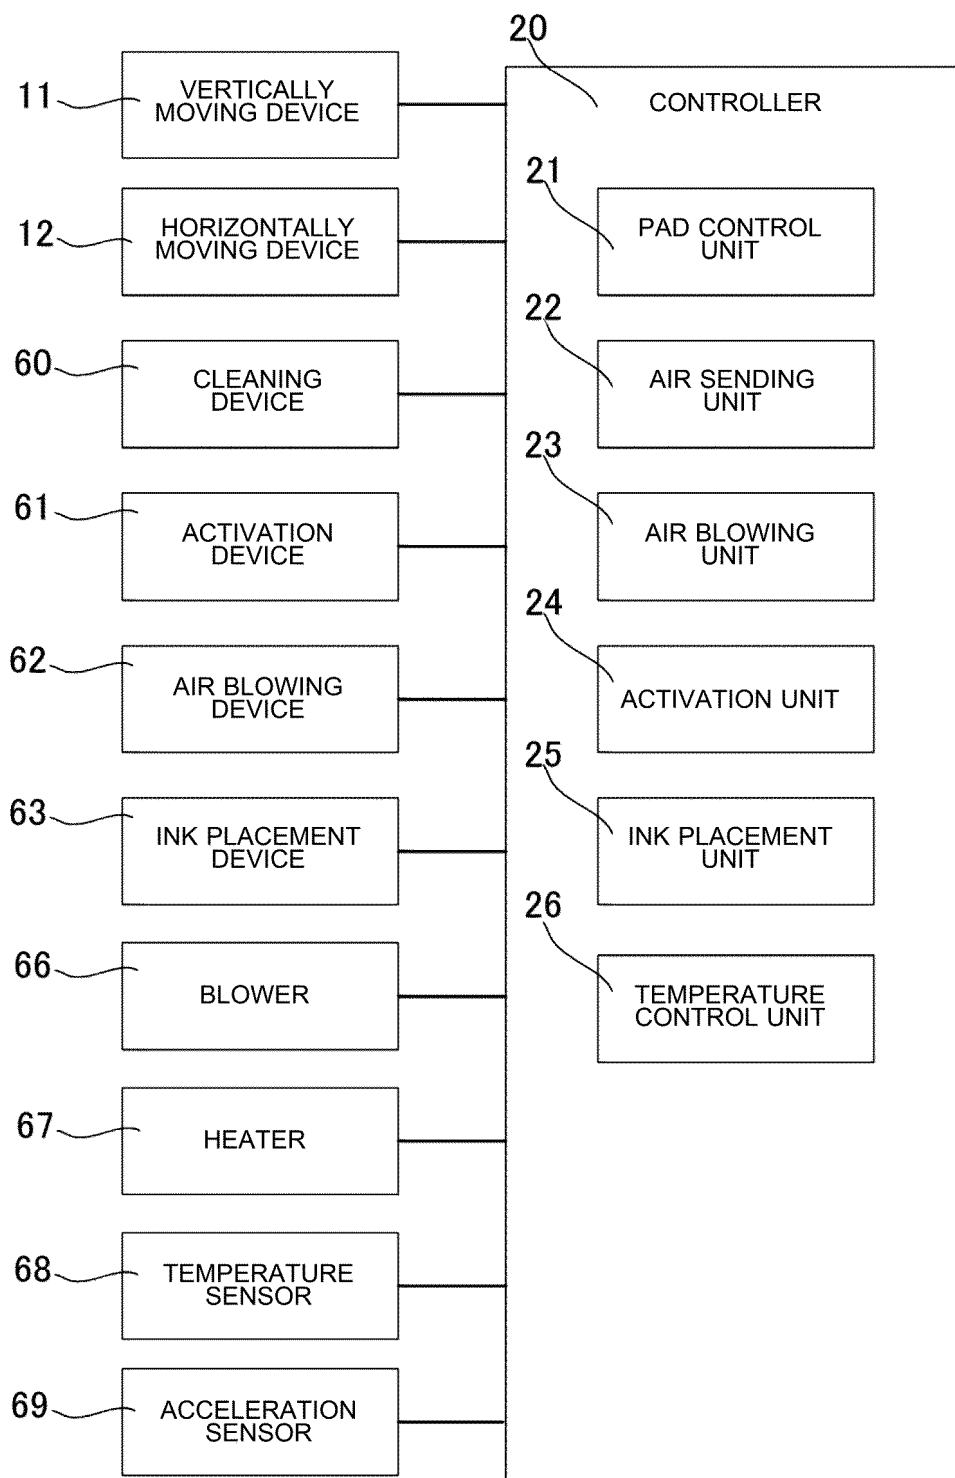 20
CONTROLLER
11
VERTICALLY
MOVING DEVICE
12
HORIZONTALLY
MOVING DEVICE
60
CLEANING
DEVICE
61
ACTIVATION
DEVICE
62
AIR BLOWING
DEVICE
63
INK PLACEMENT
DEVICE
66
BLOWER
67
HEATER
68
TEMPERATURE
SENSOR
69
ACCELERATION
SENSOR
21
PAD CONTROL
UNIT
22
AIR SENDING
UNIT
23
AIR BLOWING
UNIT
24
ACTIVATION UNIT
25
INK PLACEMENT
UNIT
26
TEMPERATURE
CONTROL UNIT